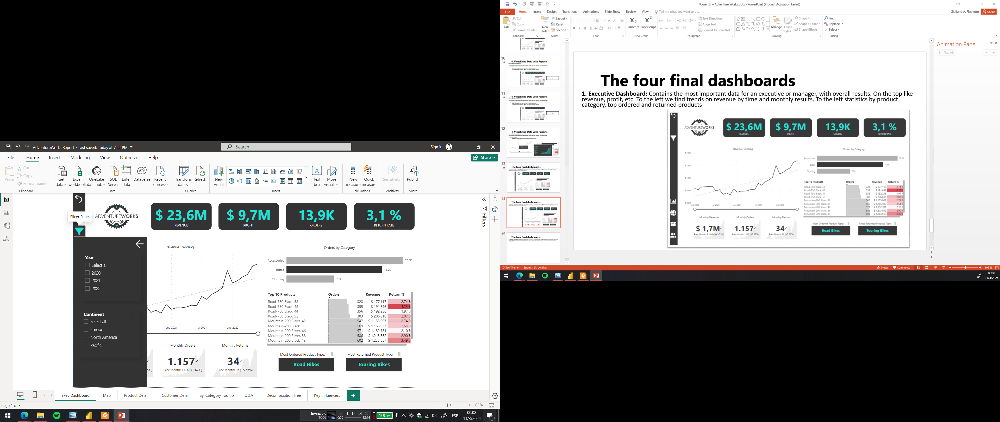 AdventureWorks Report • Last saved: Today at 7:22 PM
Search
Sign in
File Home Insert Modeling View Optimize Help
Share
Paste
Cut
Copy
Format painter
Clipboard
Get data
Excel workbook
OneLake data hub
SQL Server
Enter data
Dataverse
Recent sources
Data
Transform data
Refresh
Queries
New visual
Text box
More visuals
Insert
New measure
Quick measure
Calculations
Sensitivity
Sensitivity
Publish
Share
Slicer Panel
ADVENTUREWORKS
BIKE SHOP
$ 23,6M
REVENUE
$ 9,7M
PROFIT
13,9K
ORDERS
3,1 %
RETURN RATE
Filters
Year
Select all
2020
2021
2022
Continent
Select all
Europe
North America
Pacific
Revenue Trending
ene 2021 jul 2021 ene 2022
Orders by Category
Accessories 17,0K
Bikes 13,9K
Clothing 7,0K
Top 10 Products Orders Revenue Return %
Road-750 Black, 58 328 $ 177.117 2,74 %
Road-750 Black, 48 355 $ 191.696 4,23 %
Road-750 Black, 44 356 $ 192.236 1,97 %
Road-750 Black, 52 383 $ 206.816 2,87 %
Mountain-200 Silver, 42 547 $ 1.133.067 2,74 %
Mountain-200 Black, 38 569 $ 1.165.937 2,64 %
Mountain-200 Silver, 46 571 $ 1.182.781 2,10 %
Mountain-200 Silver, 38 586 $ 1.213.852 2,90 %
Mountain-200 Black, 42 602 $ 1.233.557 3,49 %
5%)
Monthly Orders
1.157
Prev Month: 1116 (+3.67%)
Monthly Returns
34
Prev Month: 36 (+5.56%)
Most Ordered Product Type:
Road Bikes
Most Returned Product Type:
Touring Bikes
Exec Dashboard Map Product Detail Customer Detail Category Tooltip Q&A Decomposition Tree Key Influencers
Page 1 of 8
83%
Invincible
TOOL
0:00 12:44
100%
ESP
00:08
11/3/2024
1
Power BI – Adventure Works.pptx - PowerPoint (Product Activation Failed)
File Home Insert Design Transitions Animations Slide Show Review View Tell me what you want to do...
Giuliano A. Fischetto
Share
Paste
Cut
Copy
Format Painter
Clipboard
New Slide
Layout
Reset
Section
Slides
18
Font
Subscript Superscript
New Group
Text Direction
Align Text
Convert to SmartArt
Paragraph
Arrange
Quick Styles
Shape Fill
Shape Outline
Shape Effects
Drawing
Find
Replace
Select
Editing
10
4. Visualizing Data with Reports
11
4. Visualizing Data with Reports
12
4. Visualizing Data with Reports
13
The four final dashboards
14
The four final dashboards
15
The four final dashboards
Animation Pane
Play All
The four final dashboards
1. Executive Dashboard: Contains the most important data for an executive or manager, with overall results. On the top like
revenue, profit, etc. To the left we find trends on revenue by time and monthly results. To the left statistics by product
category, top ordered and returned products
ADVENTUREWORKS
$ 23,6M
REVENUE
$ 9,7M
PROFIT
13,9K
ORDERS
3,1 %
RETURN RATE
Revenue Trending
$ 2,0M
$ 1,5M
$ 1,0M
$ 0,5M
$ 0,0M
ene 2020 jul 2020 ene 2021 jul 2021 ene 2022
Orders by Category
Accessories 17,0K
Bikes 13,9K
Clothing 7,0K
Top 10 Products Orders Revenue Return %
Road-750 Black, 58 328 $ 177.117 2,74 %
Road-750 Black, 48 355 $ 191.696 4,23 %
Road-750 Black, 44 356 $ 192.236 1,97 %
Road-750 Black, 52 383 $ 206.816 2,87 %
Mountain-200 Silver, 42 547 $ 1.133.067 2,74 %
Mountain-200 Black, 38 569 $ 1.165.937 2,64 %
Mountain-200 Silver, 46 571 $ 1.182.781 2,10 %
Mountain-200 Silver, 38 586 $ 1.213.852 2,90 %
Mountain-200 Black, 42 602 $ 1.233.557 3,49 %
Monthly Revenue
$ 1,7M
Prev Month: $ 1,64M (+3.75%)
Monthly Orders
1.157
Prev Month: 1116 (+3.67%)
Monthly Returns
34
Prev Month: 36 (+5.56%)
Most Ordered Product Type:
Road Bikes
Most Returned Product Type:
Touring Bikes
"Office Theme" Spanish (Argentina)
Notes Comments 106 %
00:08
11/3/2024